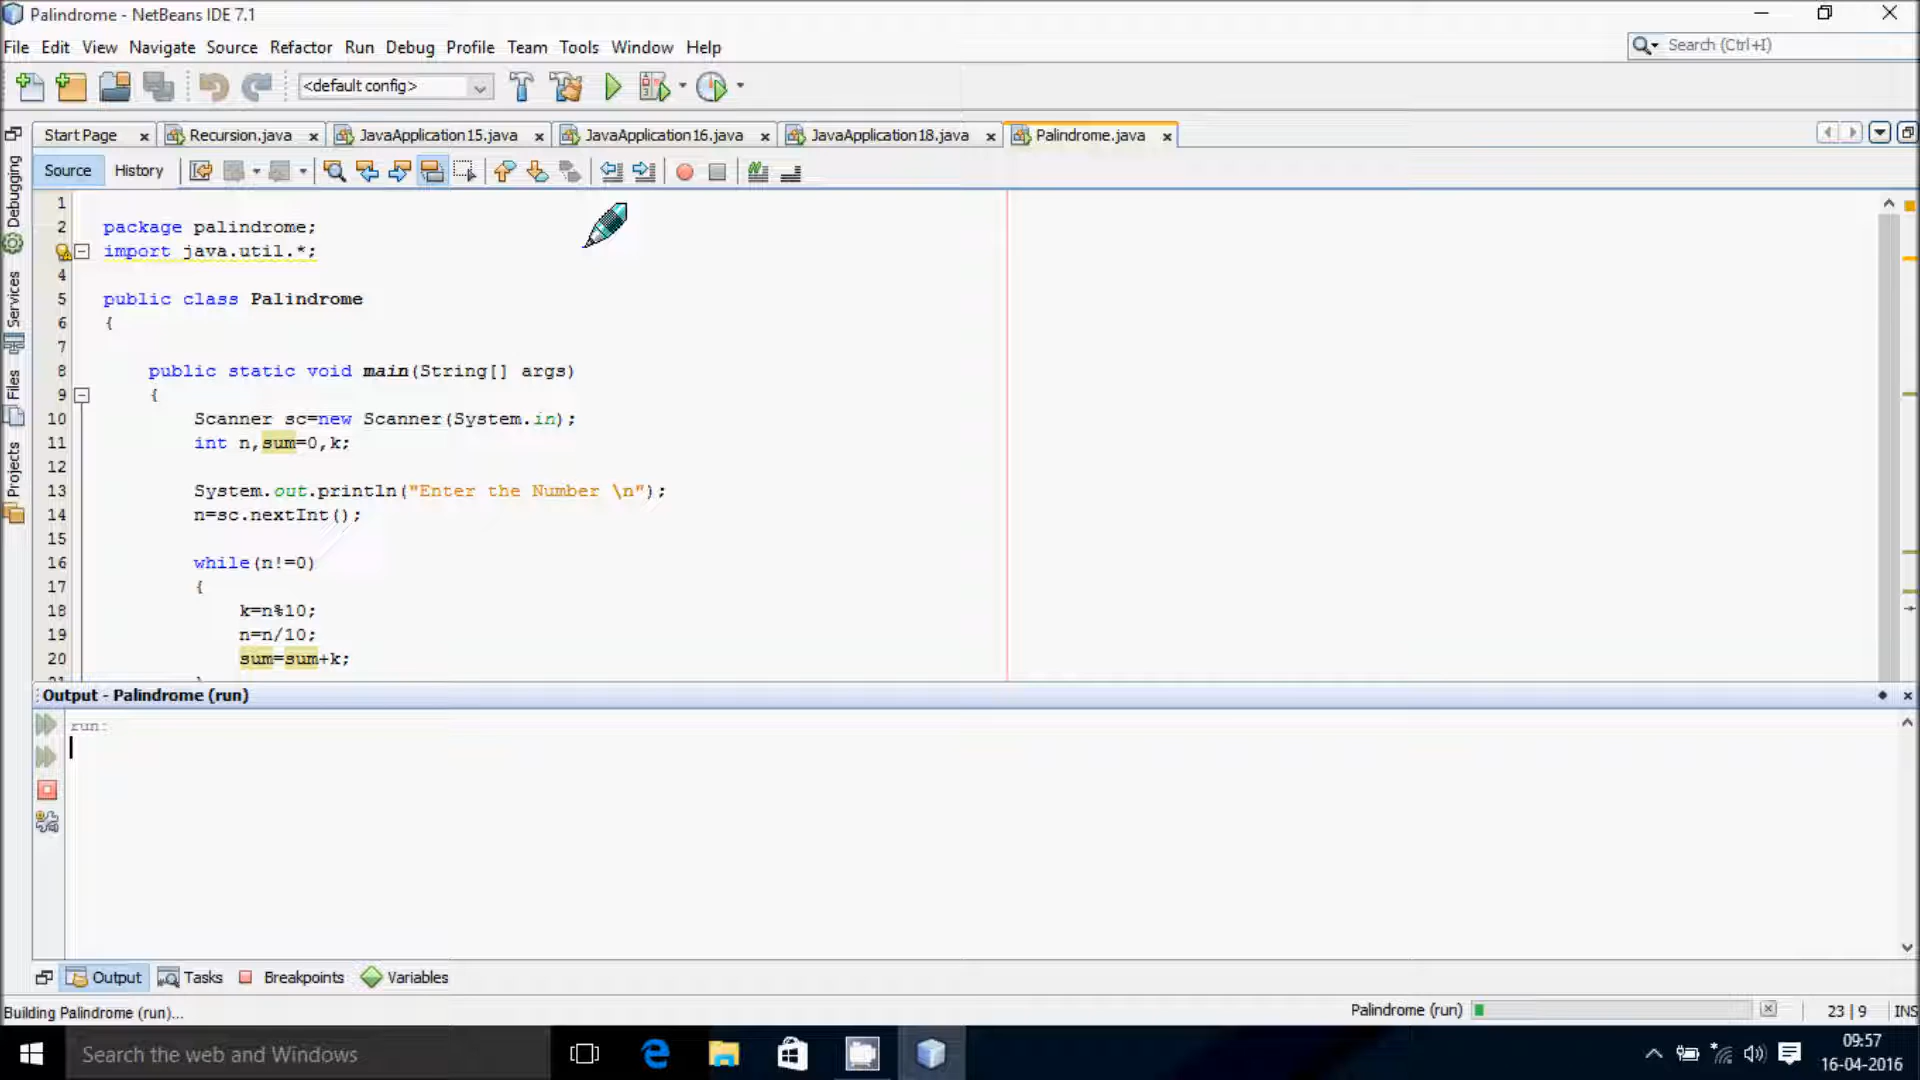 Palindrome - NetBeans IDE 7.1
File Edit View Navigate Source Refactor Run Debug Profile Team Tools Window Help
Search (Ctrl+I)
<default config>
Start Page Recursion.java JavaApplication15.java JavaApplication16.java JavaApplication18.java Palindrome.java
Source History
Debugging
Services
Files
Projects
1
2 package palindrome;
import java.util.*;
4
5 public class Palindrome
6 {
7
8 public static void main(String[] args)
9 {
10 Scanner sc=new Scanner(System.in);
11 int n,sum=0,k;
12
13 System.out.println("Enter the Number \n");
14 n=sc.nextInt();
15
16 while(n!=0)
17 {
18 k=n%10;
19 n=n/10;
20 sum=sum+k;
Output - Palindrome (run)
run:
Output Tasks Breakpoints Variables
Building Palindrome (run)...
Palindrome (run)
23 | 9 INS
Search the web and Windows
09:57
16-04-2016